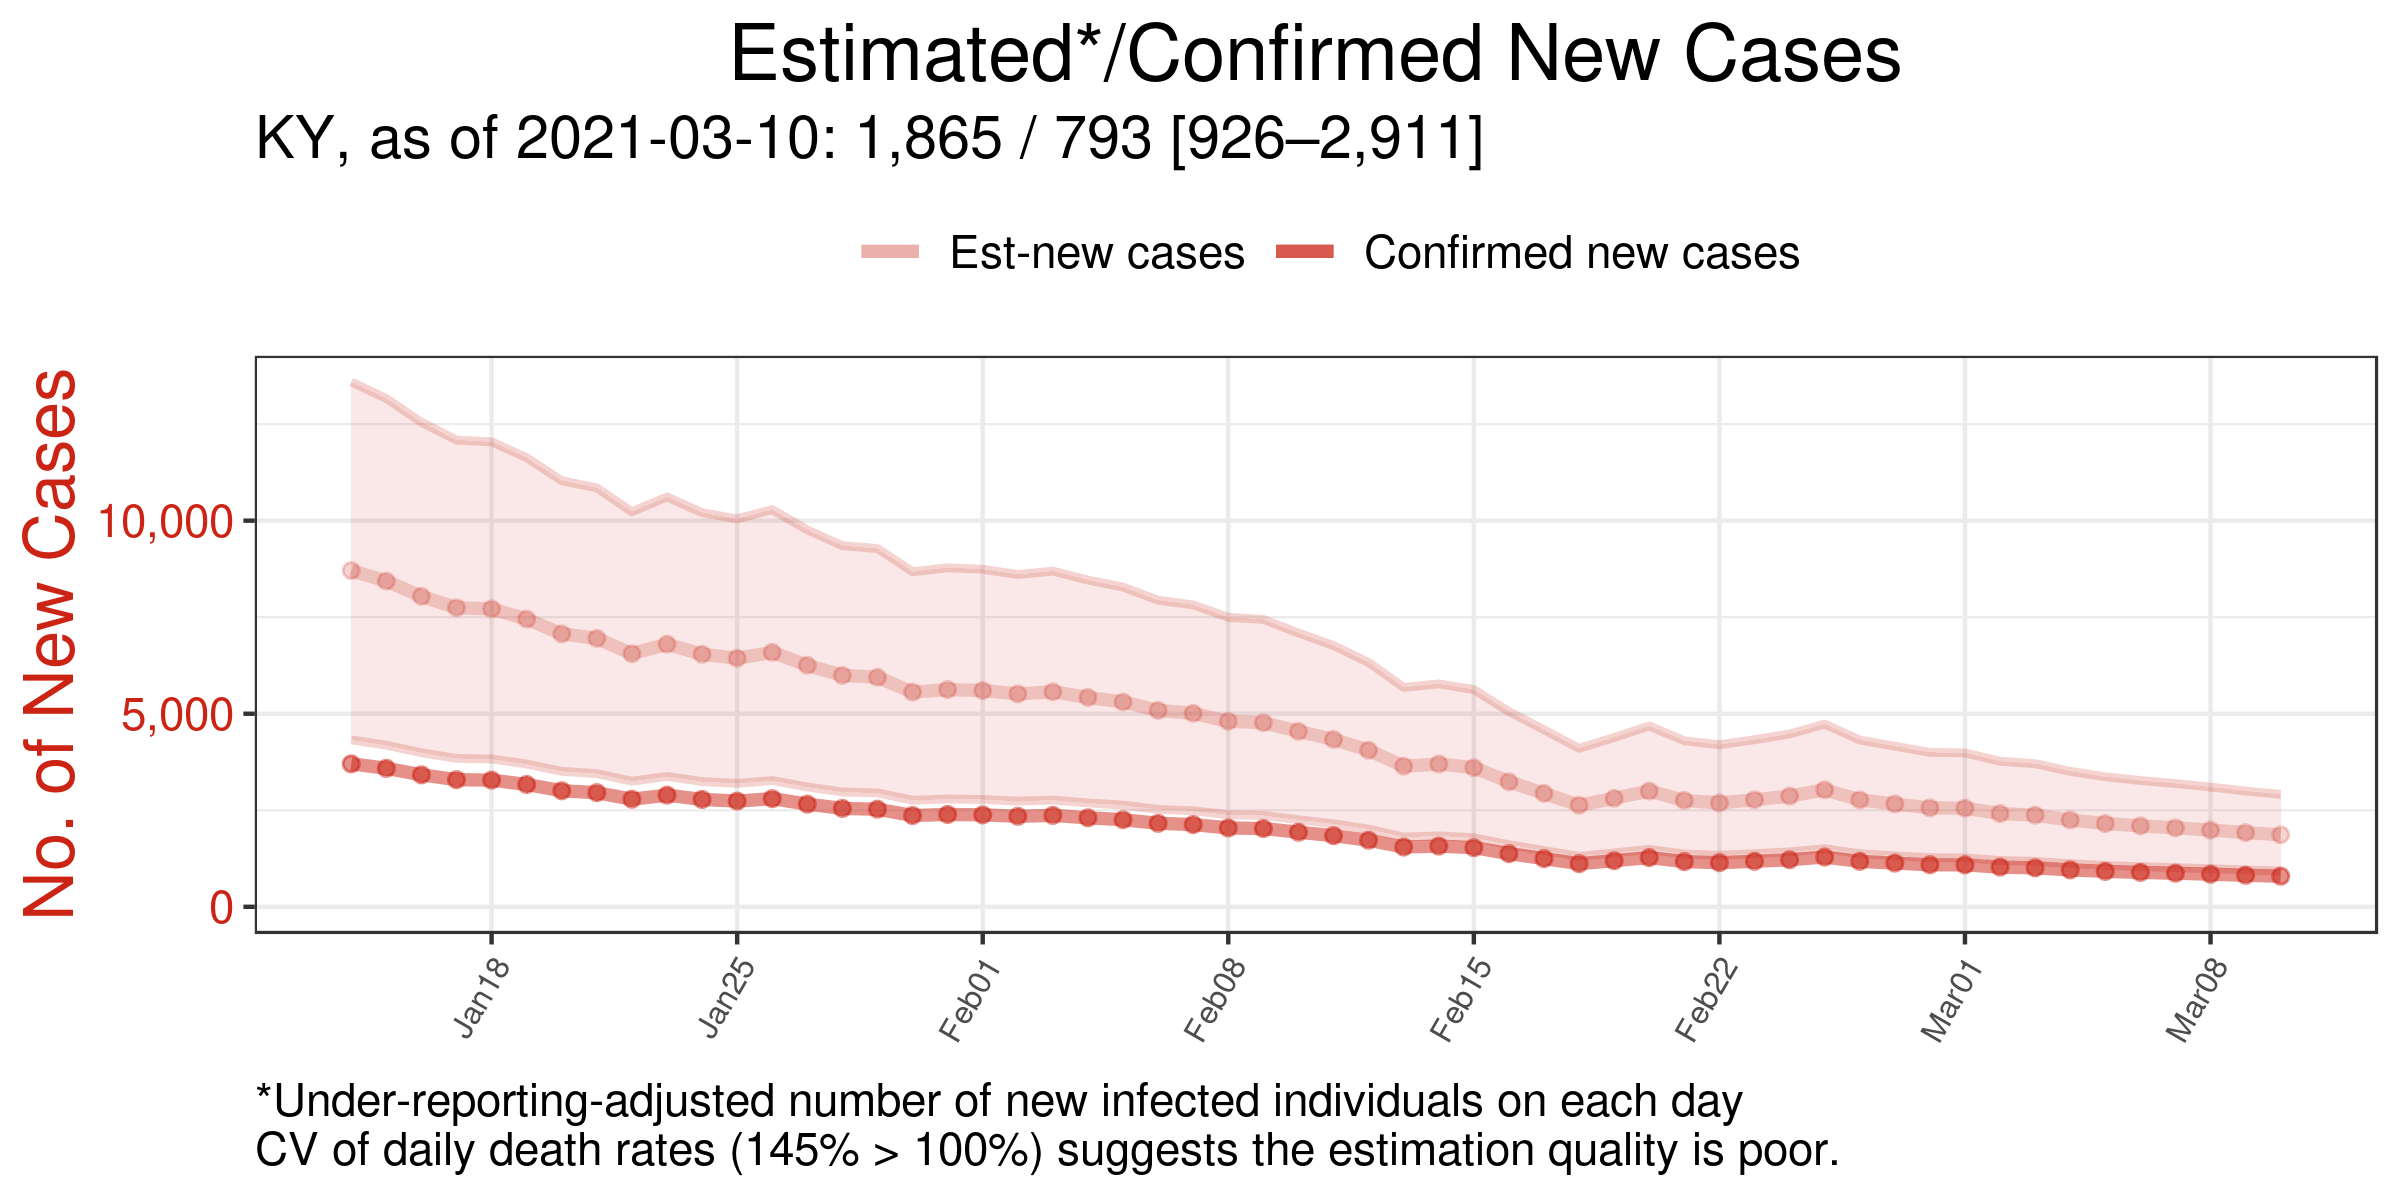 Estimated*/Confirmed New Cases
KY, as of 2021-03-10: 1,865 / 793 [926–2,911]
Est-new cases
Confirmed new cases
No. of New Cases
10,000
5,000
0
Jan18
Jan25
Feb01
Feb08
Feb15
Feb22
Mar01
Mar08
*Under-reporting-adjusted number of new infected individuals on each day
CV of daily death rates (145% > 100%) suggests the estimation quality is poor.